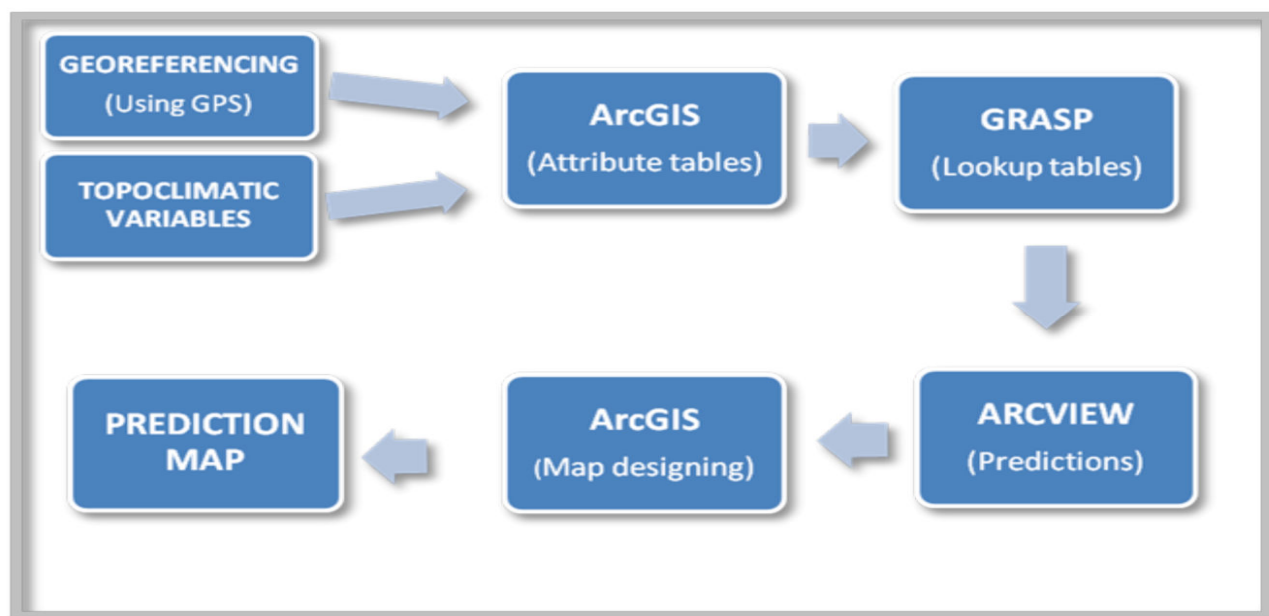 GEOREFERENCING
(Using GPS)
TOPOCLIMATIC
VARIABLES
ArcGIS
(Attribute tables)
GRASP
(Lookup tables)
ARCVIEW
(Predictions)
ArcGIS
(Map designing)
PREDICTION
MAP